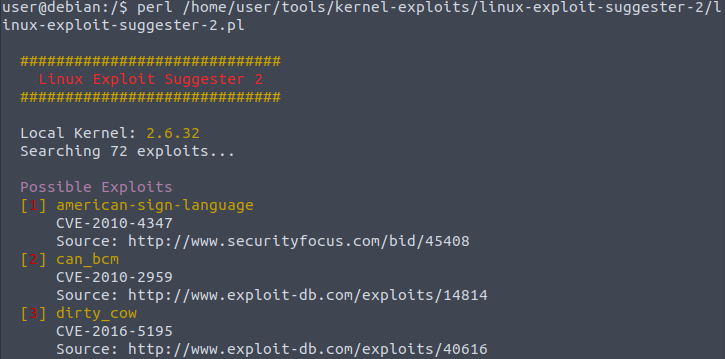 user@debian:/$ perl /home/user/tools/kernel-exploits/linux-exploit-suggester-2/l
inux-exploit-suggester-2.pl
#############################
Linux Exploit Suggester 2
#############################
Local Kernel: 2.6.32
Searching 72 exploits...
Possible Exploits
[1] american-sign-language
CVE-2010-4347
Source: http://www.securityfocus.com/bid/45408
[2] can_bcm
CVE-2010-2959
Source: http://www.exploit-db.com/exploits/14814
[3] dirty_cow
CVE-2016-5195
Source: http://www.exploit-db.com/exploits/40616